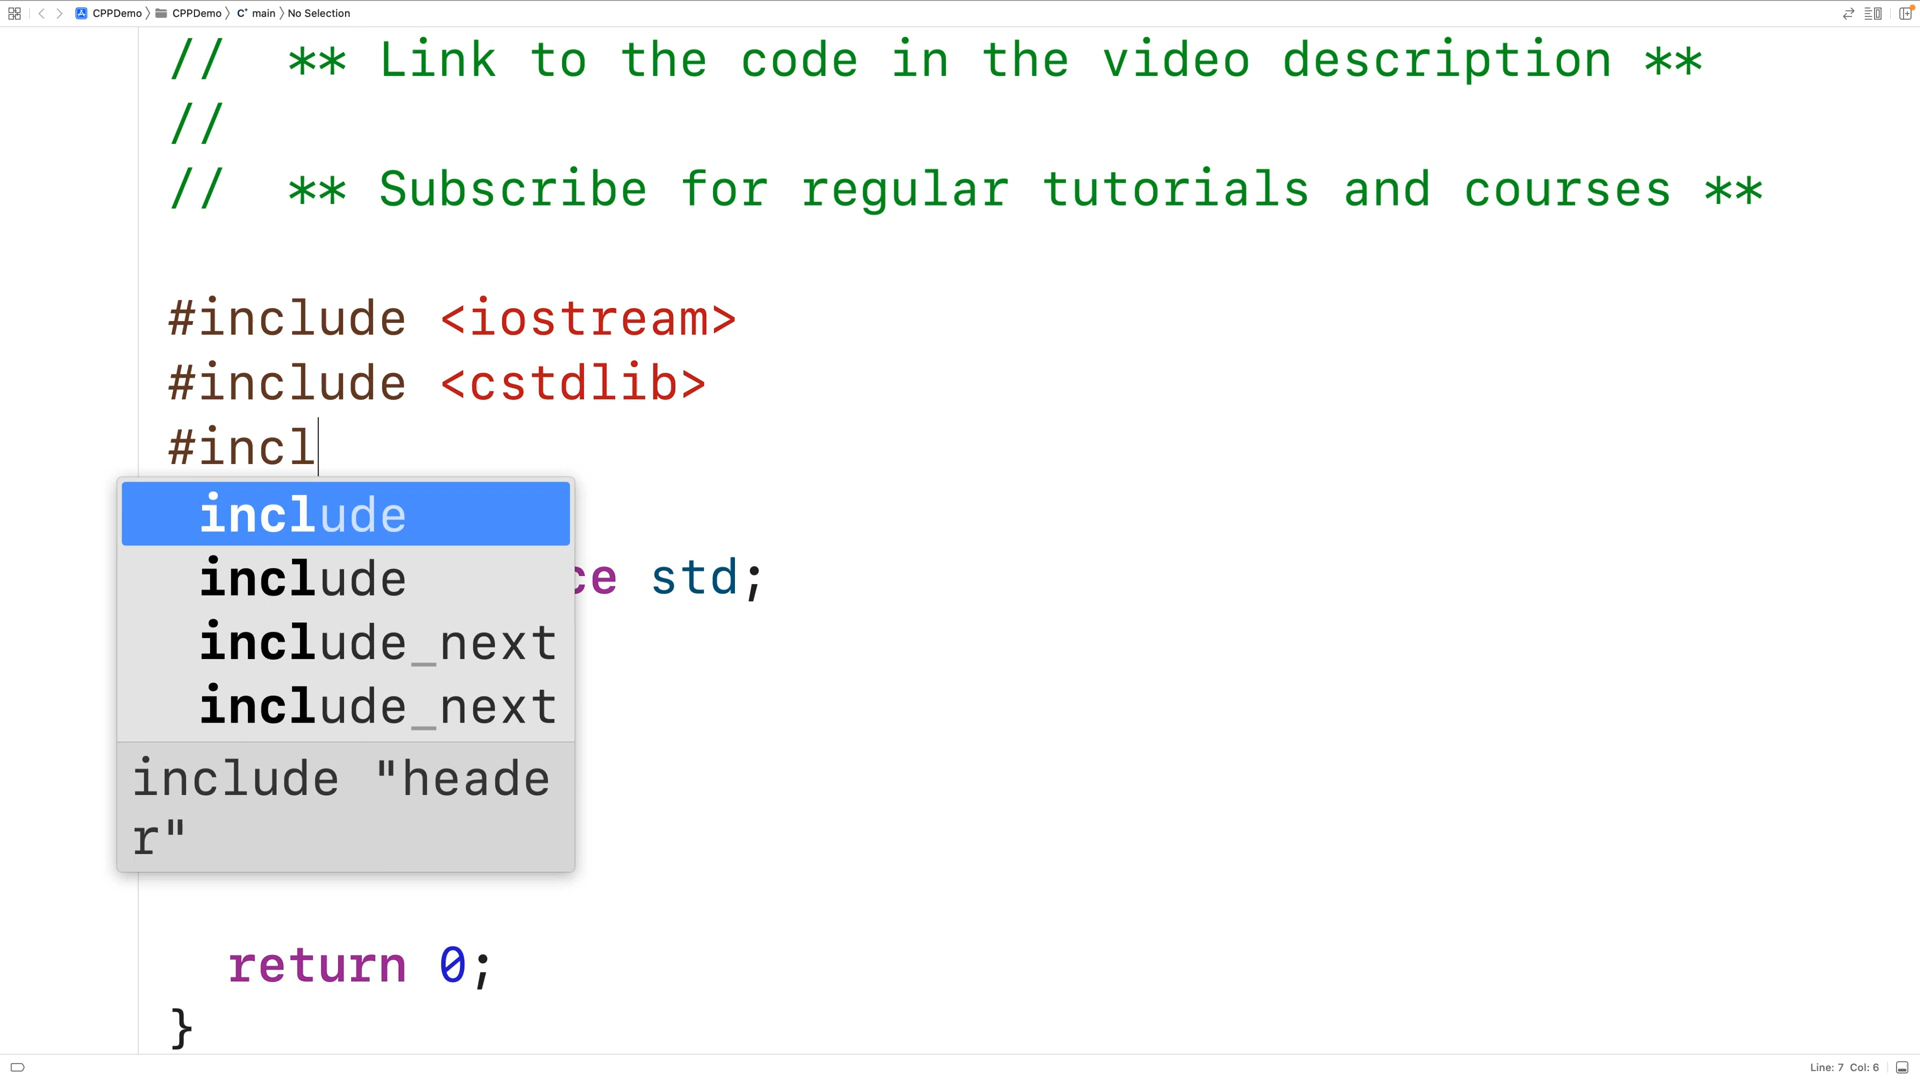 CPPDemo CPPDemo main No Selection
// ** Link to the code in the video description **
//
// ** Subscribe for regular tutorials and courses **
#include <iostream>
#include <cstdlib>
#incl
include
include ce std;
include_next
include_next
include "heade
r"
return 0;
}
Line: 7 Col: 6